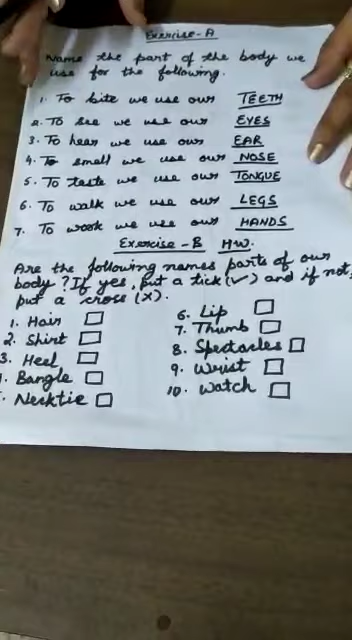 Exercise-A
Name the part of the body we
use for the following.
1. To bite we use our TEETH
2. To see we use our EYES
3. To hear we use our EAR
4. To smell we use our NOSE
5. To taste we use our TONGUE
6. To walk we use our LEGS
7. To work we use our HANDS
Exercise-B HW.
Are the following names parts of our
body? If yes, put a tick (✓) and if not,
put a cross (x).
1. Hair
2. Shirt
3. Heel
4. Bangle
5. Necktie
6. Lip
7. Thumb
8. Spectacles
9. Wrist
10. Watch